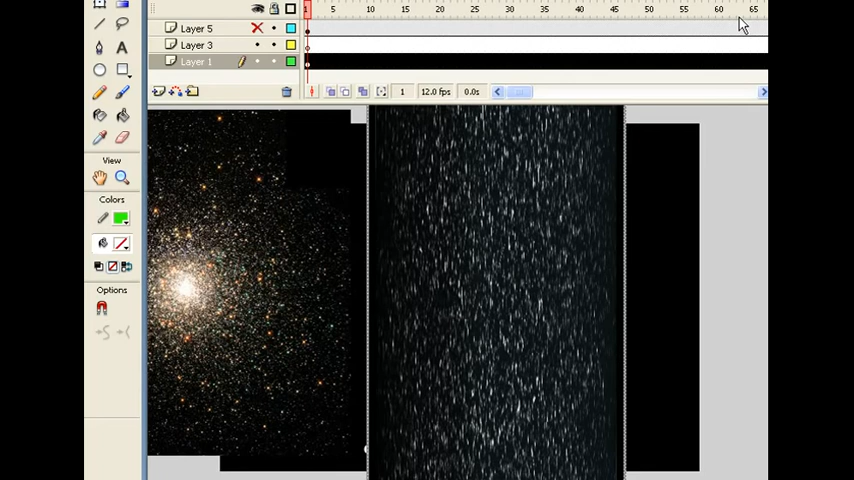 1 5 10 15 20 25 30 35 40 45 50 55 60 65
Layer 5
Layer 3
Layer 1
A
1 12.0 fps 0.0s
View
Colors
Options